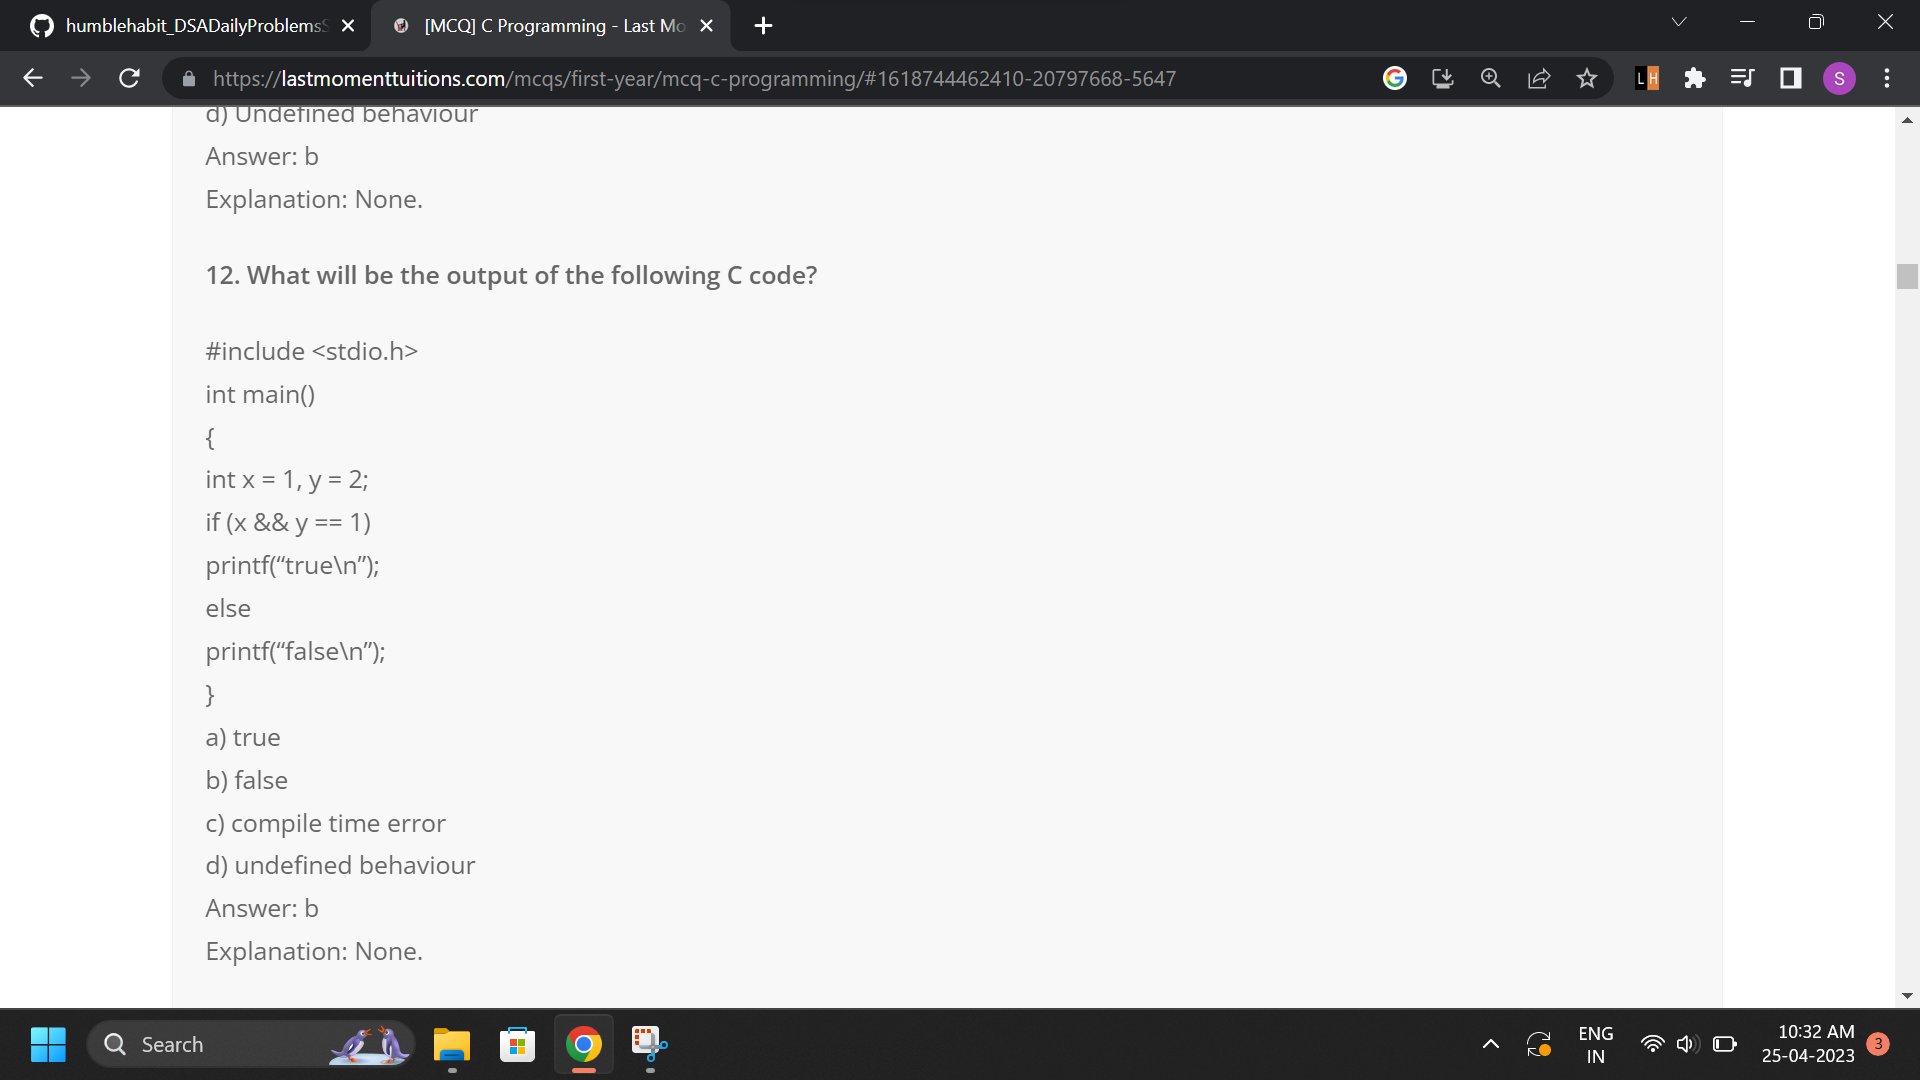 humblehabit_DSADailyProblemsS
[MCQ] C Programming - Last Mo
https://lastmomenttuitions.com/mcqs/first-year/mcq-c-programming/#1618744462410-20797668-5647
LH
S
d) Undefined behaviour
Answer: b
Explanation: None.
12. What will be the output of the following C code?
#include <stdio.h>
int main()
{
int x = 1, y = 2;
if (x && y == 1)
printf(“true\n”);
else
printf(“false\n”);
}
a) true
b) false
c) compile time error
d) undefined behaviour
Answer: b
Explanation: None.
Search
ENG
IN
10:32 AM
25-04-2023
3